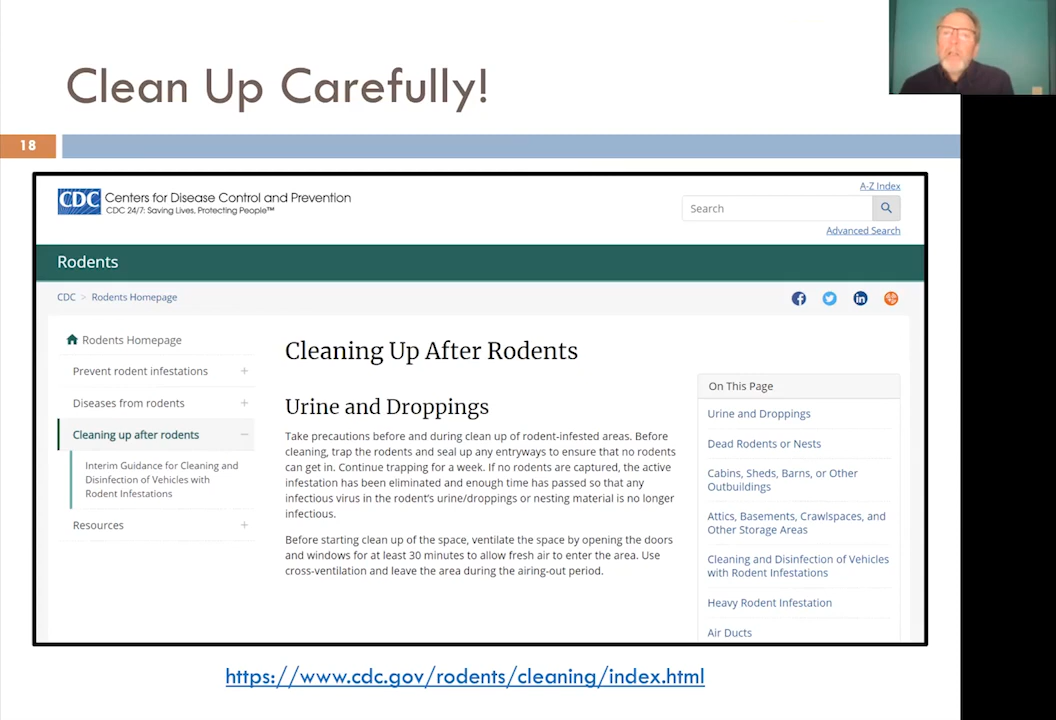 Clean Up Carefully!
18
CDC Centers for Disease Control and Prevention
CDC 24/7: Saving Lives, Protecting People™
A-Z Index
Search
Advanced Search
Rodents
CDC > Rodents Homepage
Rodents Homepage
Prevent rodent infestations +
Diseases from rodents +
Cleaning up after rodents −
Interim Guidance for Cleaning and
Disinfection of Vehicles with
Rodent Infestations
Resources +
Cleaning Up After Rodents
Urine and Droppings
Take precautions before and during clean up of rodent-infested areas. Before
cleaning, trap the rodents and seal up any entryways to ensure that no rodents
can get in. Continue trapping for a week. If no rodents are captured, the active
infestation has been eliminated and enough time has passed so that any
infectious virus in the rodent's urine/droppings or nesting material is no longer
infectious.
Before starting clean up of the space, ventilate the space by opening the doors
and windows for at least 30 minutes to allow fresh air to enter the area. Use
cross-ventilation and leave the area during the airing-out period.
On This Page
Urine and Droppings
Dead Rodents or Nests
Cabins, Sheds, Barns, or Other
Outbuildings
Attics, Basements, Crawlspaces, and
Other Storage Areas
Cleaning and Disinfection of Vehicles
with Rodent Infestations
Heavy Rodent Infestation
Air Ducts
https://www.cdc.gov/rodents/cleaning/index.html